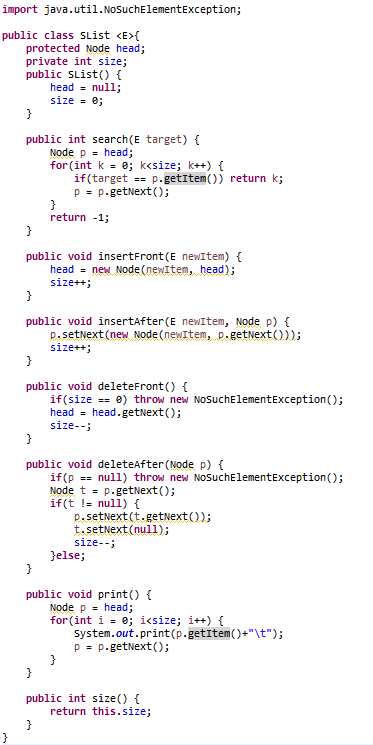 import java.util.NoSuchElementException;

public class SList <E>{
    protected Node head;
    private int size;
    public SList() {
        head = null;
        size = 0;
    }

    public int search(E target) {
        Node p = head;
        for(int k = 0; k<size; k++) {
            if(target == p.getItem()) return k;
            p = p.getNext();
        }
        return -1;
    }

    public void insertFront(E newItem) {
        head = new Node(newItem, head);
        size++;
    }

    public void insertAfter(E newItem, Node p) {
        p.setNext(new Node(newItem, p.getNext()));
        size++;
    }

    public void deleteFront() {
        if(size == 0) throw new NoSuchElementException();
        head = head.getNext();
        size--;
    }

    public void deleteAfter(Node p) {
        if(p == null) throw new NoSuchElementException();
        Node t = p.getNext();
        if(t != null) {
            p.setNext(t.getNext());
            t.setNext(null);
            size--;
        }else;
    }

    public void print() {
        Node p = head;
        for(int i = 0; i<size; i++) {
            System.out.print(p.getItem()+"\t");
            p = p.getNext();
        }
    }

    public int size() {
        return this.size;
    }
}